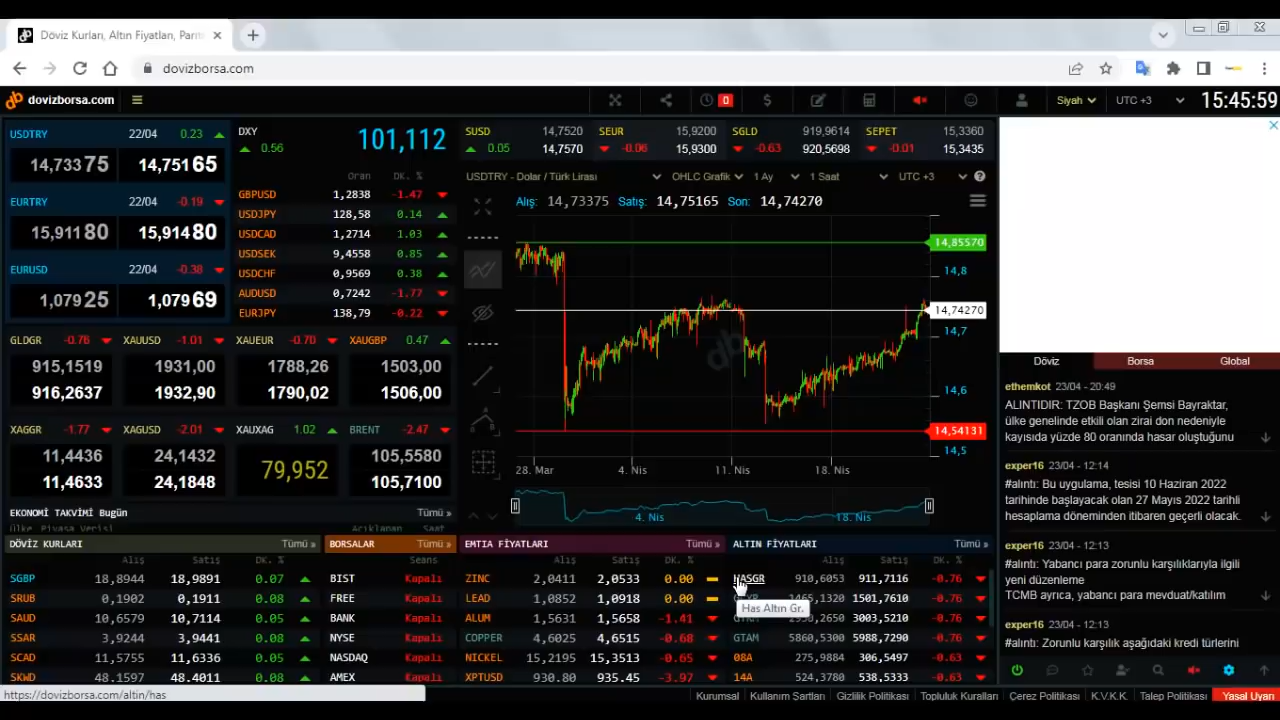 Döviz Kurları, Altın Fiyatları, Parit
dovizborsa.com
dovizborsa.com
0
$
Siyah
UTC +3
15:45:59
USDTRY 22/04 0.23
14,73375 14,75165
EURTRY 22/04 -0.19
15,91180 15,91480
EURUSD 22/04 -0.38
1,07925 1,07969
DXY
0.56
101,112
Oran DK. %
GBPUSD 1,2838 -1.47
USDJPY 128,58 0.14
USDCAD 1,2714 1.03
USDSEK 9,4558 0.85
USDCHF 0,9569 0.38
AUDUSD 0,7242 -1.77
EURJPY 138,79 -0.22
SUSD 14,7520
0.05 14,7570
SEUR 15,9200
-0.06 15,9300
SGLD 919,9614
-0.63 920,5698
SEPET 15,3360
-0.01 15,3435
USDTRY - Dolar / Türk Lirası
OHLC Grafik
1 Ay
1 Saat
UTC +3
Alış: 14,73375 Satış: 14,75165 Son: 14,74270
14,85570
14,8
14,74270
14,7
14,6
14,54131
14,5
28. Mar 4. Nis 11. Nis 18. Nis
4. Nis 18. Nis
GLDGR -0.76
915,1519
916,2637
XAUUSD -1.01
1931,00
1932,90
XAUEUR -0.70
1788,26
1790,02
XAUGBP 0.47
1503,00
1506,00
XAGGR -1.77
11,4436
11,4633
XAGUSD -2.01
24,1432
24,1848
XAUXAG 1.02
79,952
BRENT -2.47
105,5580
105,7100
EKONOMİ TAKVİMİ Bugün Tümü »
Ülke Piyasa Verisi Açıklanan Saat
DÖVİZ KURLARI Tümü »
Alış Satış DK. %
SGBP 18,8944 18,9891 0.07
SRUB 0,1902 0,1911 0.08
SAUD 10,6579 10,7114 0.05
SSAR 3,9244 3,9441 0.08
SCAD 11,5755 11,6336 0.05
SKWD 48,1597 48,4011 0.08
BORSALAR Tümü »
Seans
BIST Kapalı
FREE Kapalı
BANK Kapalı
NYSE Kapalı
NASDAQ Kapalı
AMEX Kapalı
EMTIA FİYATLARI Tümü »
Alış Satış DK. %
ZINC 2,0411 2,0533 0.00
LEAD 1,0852 1,0918 0.00
ALUM 1,5631 1,5658 -1.41
COPPER 4,6025 4,6515 -0.68
NICKEL 15,2195 15,3513 -0.65
XPTUSD 930.80 935.45 -3.97
ALTIN FİYATLARI Tümü »
Alış Satış DK. %
HASGR 910,6053 911,7116 -0.76
1465,1320 1501,7610 -0.76
Has Altın Gr.
3003,5210 -0.76
GTAM 5860,5300 5988,7290 -0.76
08A 275,9884 306,5497 -0.63
14A 524,3780 538,5333 -0.63
Döviz Borsa Global
ethemkot 23/04 - 20:49
ALINTIDIR: TZOB Başkanı Şemsi Bayraktar,
ülke genelinde etkili olan zirai don nedeniyle
kayısıda yüzde 80 oranında hasar oluştuğunu
exper16 23/04 - 12:14
#alıntı: Bu uygulama, tesisi 10 Haziran 2022
tarihinde başlayacak olan 27 Mayıs 2022 tarihli
hesaplama döneminden itibaren geçerli olacak.
exper16 23/04 - 12:13
#alıntı: Yabancı para karşılıklarıyla ilgili
yeni düzenleme
TCMB ayrıca, yabancı para mevduat/katılım
exper16 23/04 - 12:13
#alıntı: Zorunlu karşılık aşağıdaki kredi türlerini
https://dovizborsa.com/altin/has
Kurumsal Kullanım Şartları Gizlilik Politikası Topluluk Kuralları Çerez Politikası K.V.K.K. Talep Politikası Yasal Uyarı